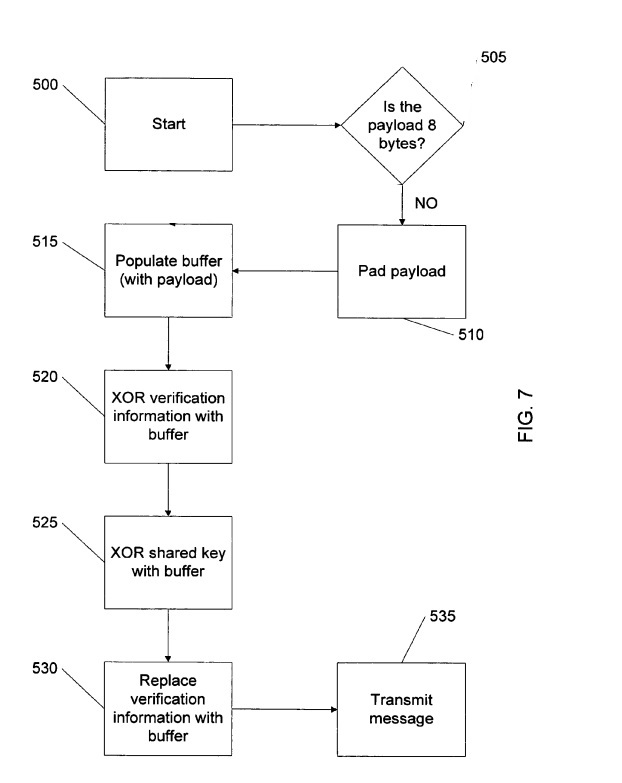 500
Start
505
Is the
payload 8
bytes?
NO
515
Populate buffer
(with payload)
Pad payload
510
520
XOR verification
information with
buffer
FIG. 7
525
XOR shared key
with buffer
530
Replace
verification
information with
buffer
535
Transmit
message